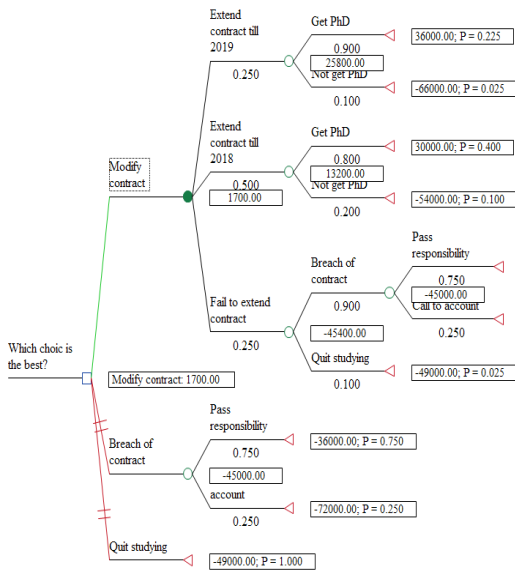 Extend
contract till
2019
0.250
Get PhD
0.900
36000.00; P = 0.225
25800.00
Not get PhD
0.100
-66000.00; P = 0.025
Extend
contract till
2018
0.500
Get PhD
0.800
30000.00; P = 0.400
13200.00
Not get PhD
0.200
-54000.00; P = 0.100
Modify
contract
1700.00
Fail to extend
contract
0.250
Breach of
contract
0.900
Pass
responsibility
0.750
-45000.00
Call to account
0.250
-45400.00
Quit studying
0.100
-49000.00; P = 0.025
Which choic is
the best?
Modify contract: 1700.00
Breach of
contract
Pass
responsibility
0.750
-36000.00; P = 0.750
-45000.00
account
0.250
-72000.00; P = 0.250
Quit studying
-49000.00; P = 1.000